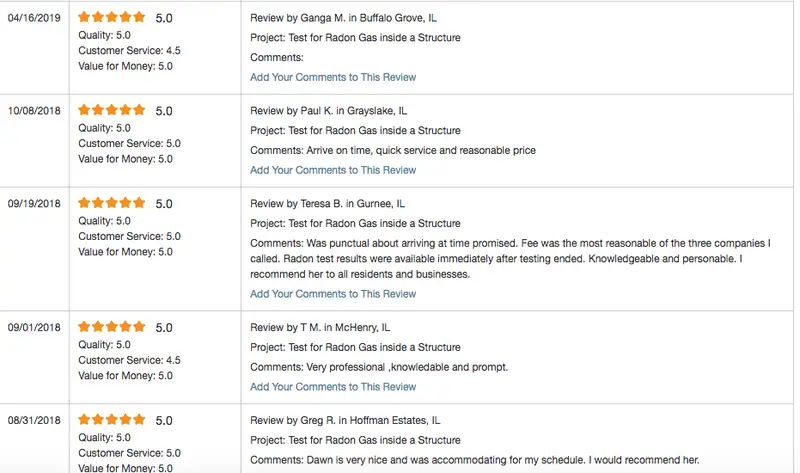 04/16/2019
5.0
Quality: 5.0
Customer Service: 4.5
Value for Money: 5.0
Review by Ganga M. in Buffalo Grove, IL
Project: Test for Radon Gas inside a Structure
Comments:
Add Your Comments to This Review
10/08/2018
5.0
Quality: 5.0
Customer Service: 5.0
Value for Money: 5.0
Review by Paul K. in Grayslake, IL
Project: Test for Radon Gas inside a Structure
Comments: Arrive on time, quick service and reasonable price
Add Your Comments to This Review
09/19/2018
5.0
Quality: 5.0
Customer Service: 5.0
Value for Money: 5.0
Review by Teresa B. in Gurnee, IL
Project: Test for Radon Gas inside a Structure
Comments: Was punctual about arriving at time promised. Fee was the most reasonable of the three companies I
called. Radon test results were available immediately after testing ended. Knowledgeable and personable. I
recommend her to all residents and businesses.
Add Your Comments to This Review
09/01/2018
5.0
Quality: 5.0
Customer Service: 4.5
Value for Money: 5.0
Review by T M. in McHenry, IL
Project: Test for Radon Gas inside a Structure
Comments: Very professional ,knowledable and prompt.
Add Your Comments to This Review
08/31/2018
5.0
Quality: 5.0
Customer Service: 5.0
Value for Money: 5.0
Review by Greg R. in Hoffman Estates, IL
Project: Test for Radon Gas inside a Structure
Comments: Dawn is very nice and was accommodating for my schedule. I would recommend her.